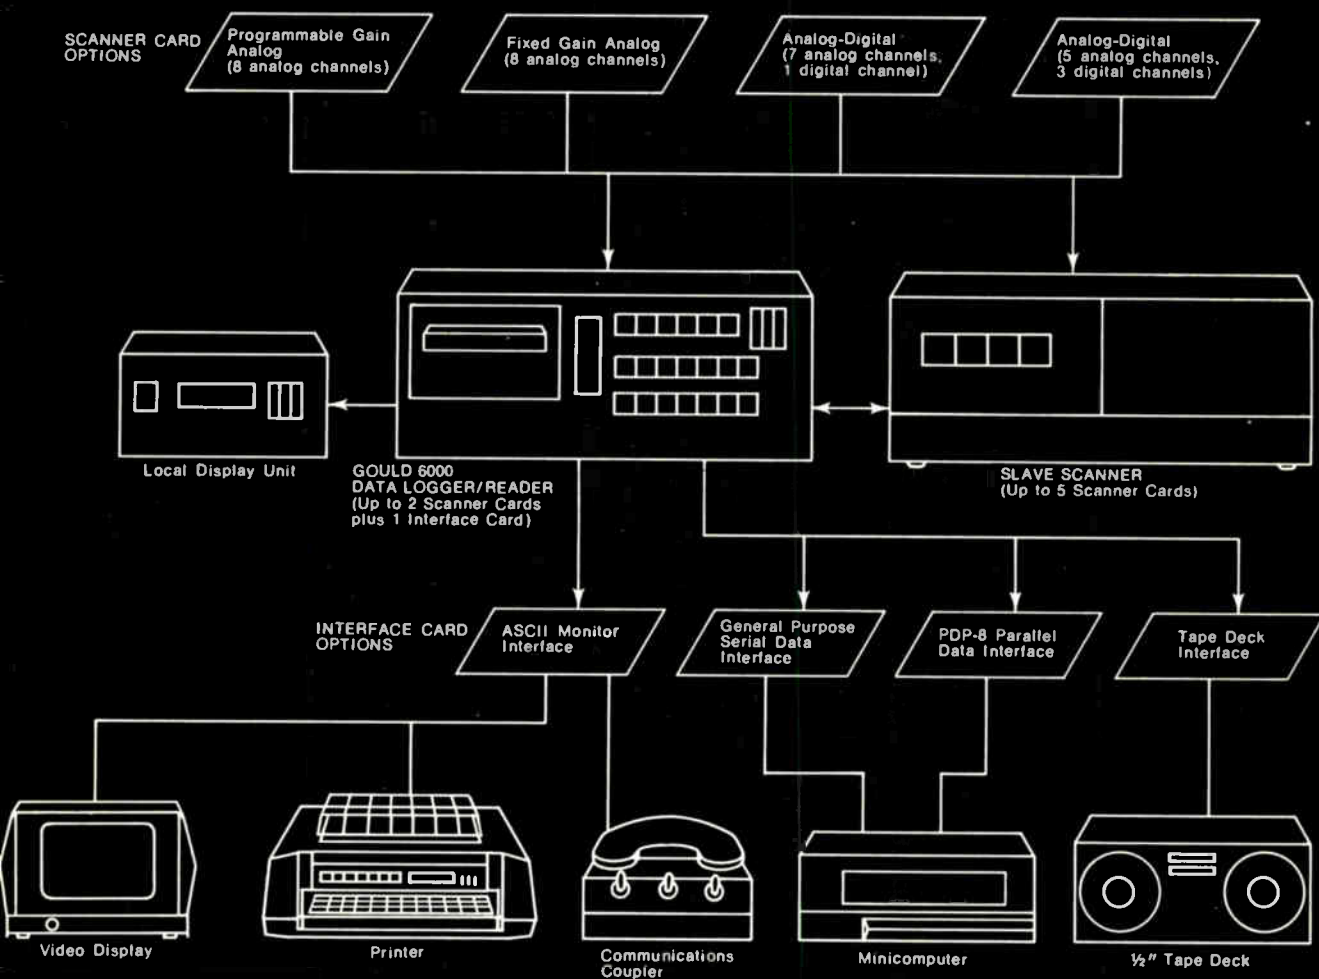 SCANNER CARD
OPTIONS
Programmable Gain
Analog
(8 analog channels)
Fixed Gain Analog
(8 analog channels)
Analog-Digital
(7 analog channels,
1 digital channel)
Analog-Digital
(5 analog channels,
3 digital channels)
Local Display Unit
GOULD 6000
DATA LOGGER/READER
(Up to 2 Scanner Cards
plus 1 Interface Card)
SLAVE SCANNER
(Up to 5 Scanner Cards)
INTERFACE CARD
OPTIONS
ASCII Monitor
Interface
General Purpose
Serial Data
Interface
PDP-8 Parallel
Data Interface
Tape Deck
Interface
Video Display
Printer
Communications
Coupler
Minicomputer
½" Tape Deck